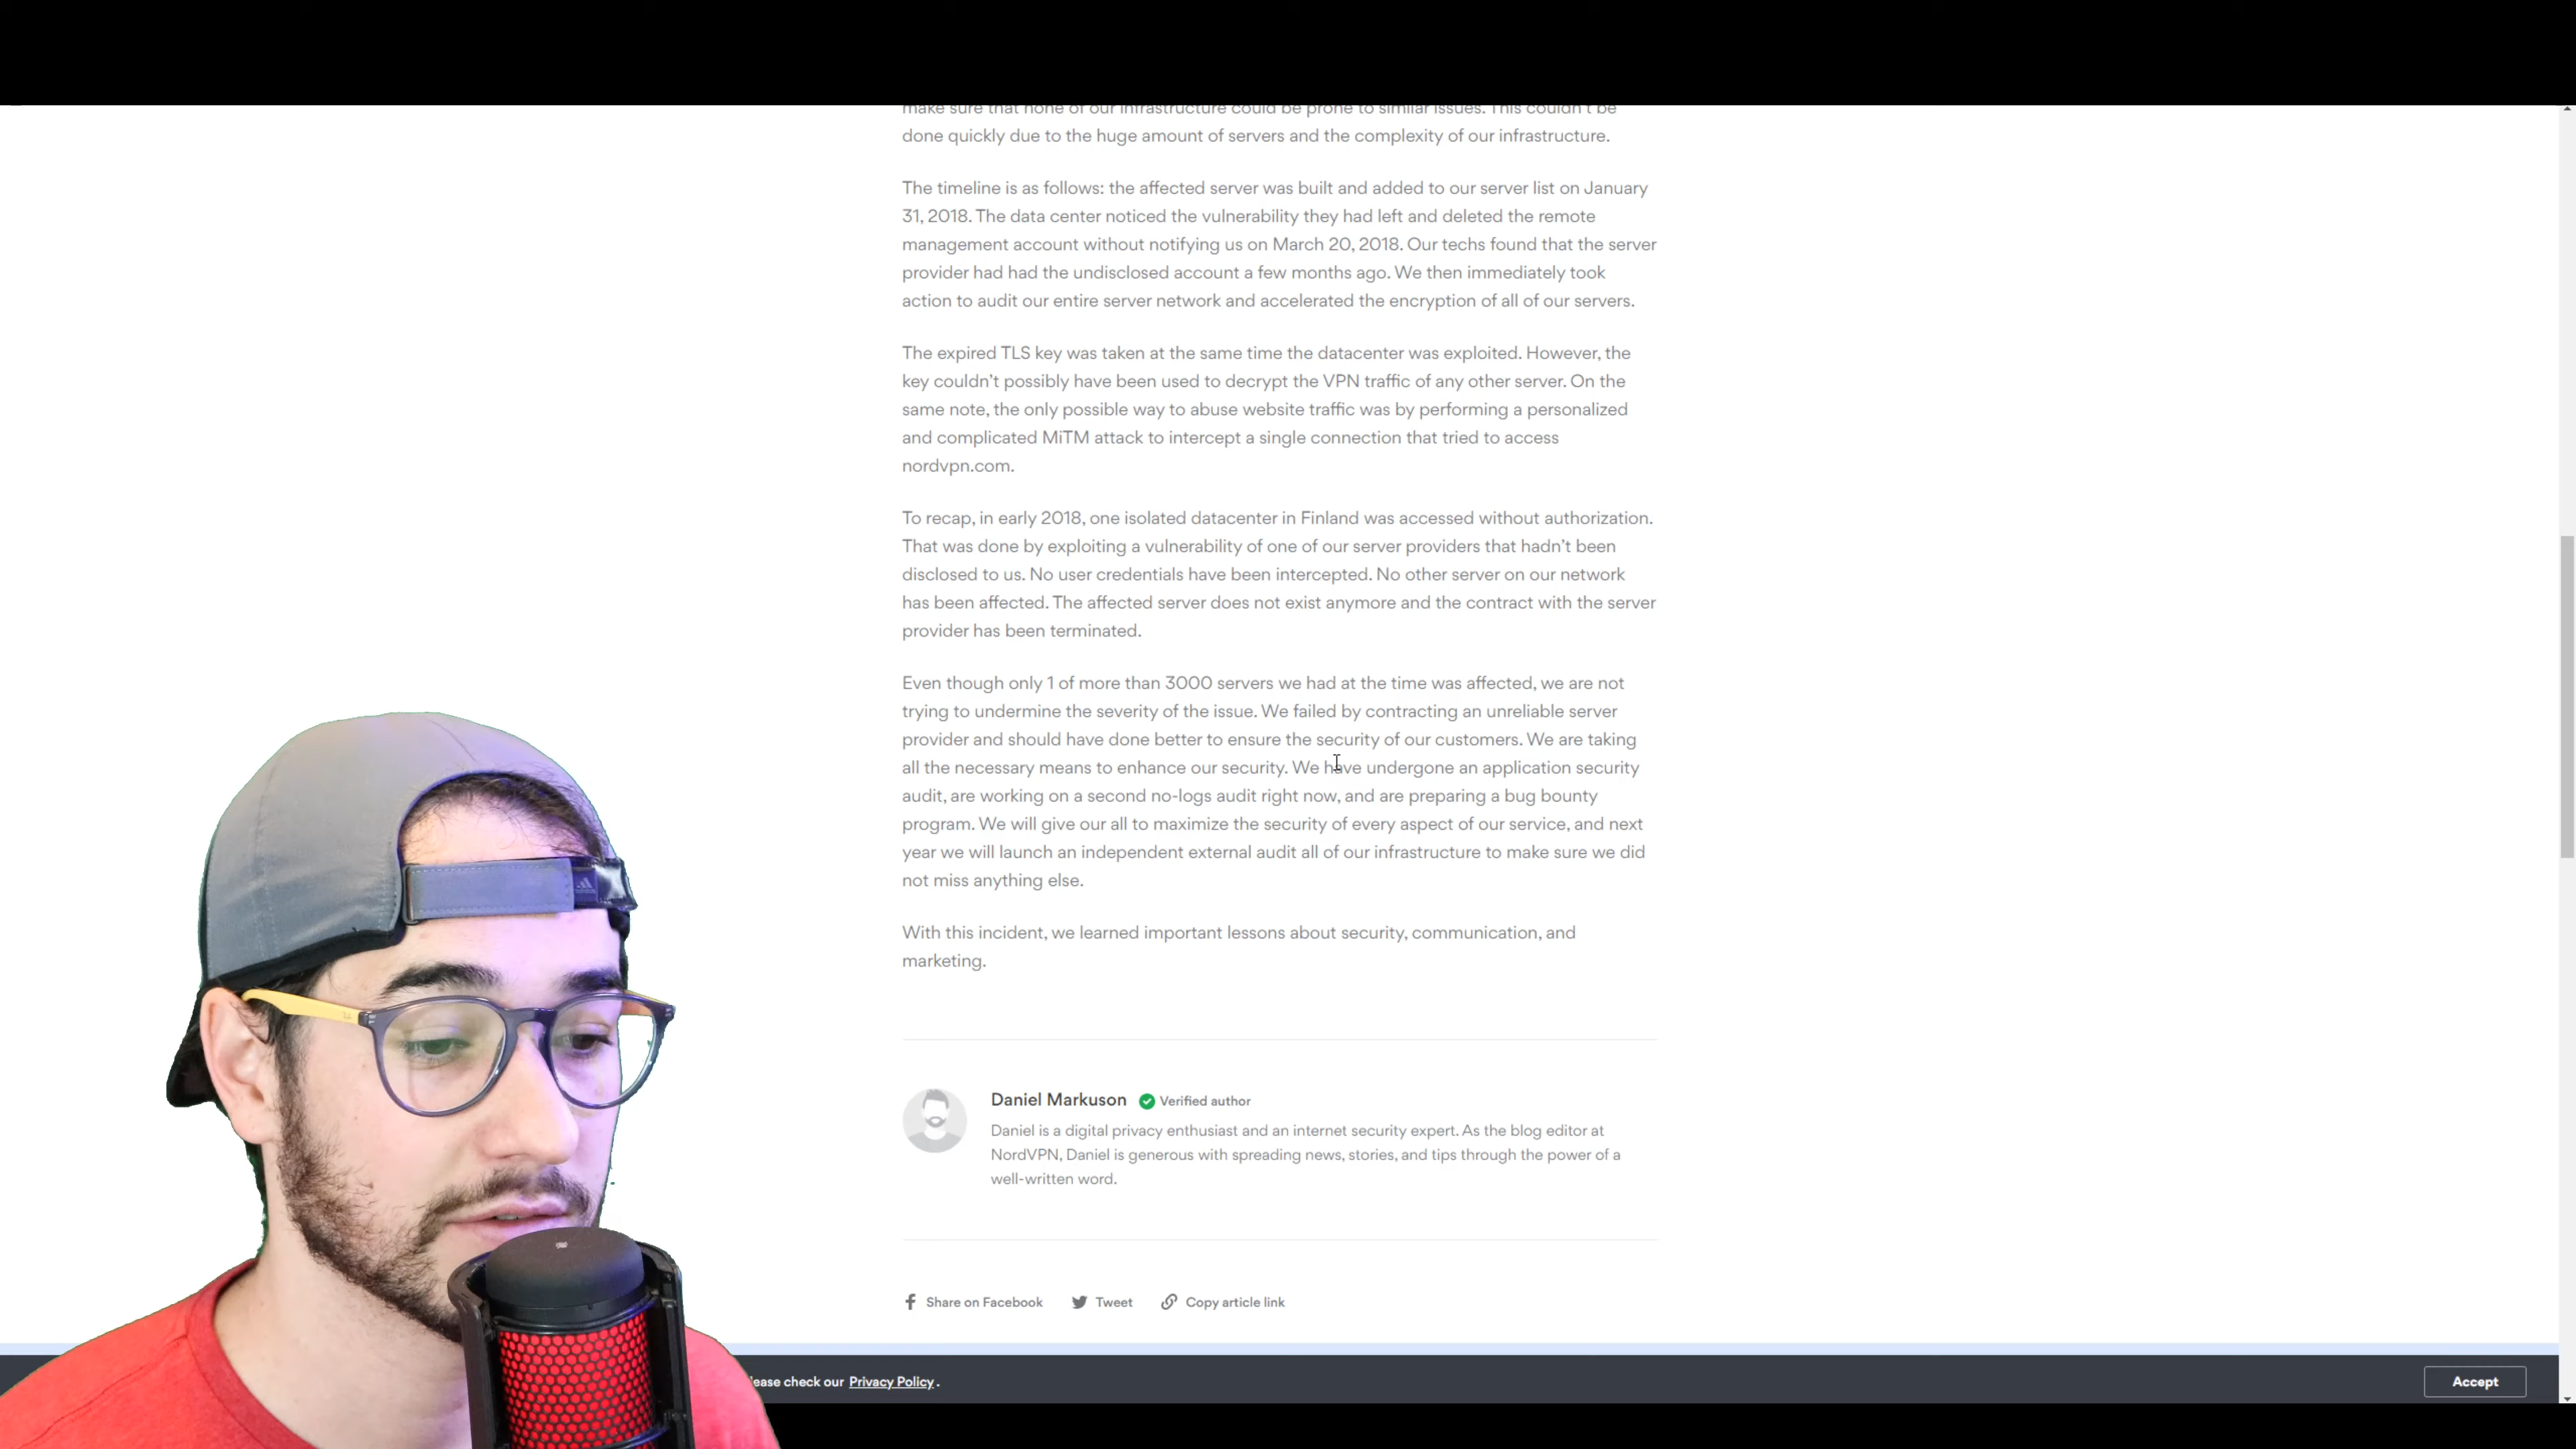 make sure that none of our infrastructure could be prone to similar issues. This couldn't be
done quickly due to the huge amount of servers and the complexity of our infrastructure.
The timeline is as follows: the affected server was built and added to our server list on January
31, 2018. The data center noticed the vulnerability they had left and deleted the remote
management account without notifying us on March 20, 2018. Our techs found that the server
provider had had the undisclosed account a few months ago. We then immediately took
action to audit our entire server network and accelerated the encryption of all of our servers.
The expired TLS key was taken at the same time the datacenter was exploited. However, the
key couldn't possibly have been used to decrypt the VPN traffic of any other server. On the
same note, the only possible way to abuse website traffic was by performing a personalized
and complicated MiTM attack to intercept a single connection that tried to access
nordvpn.com.
To recap, in early 2018, one isolated datacenter in Finland was accessed without authorization.
That was done by exploiting a vulnerability of one of our server providers that hadn't been
disclosed to us. No user credentials have been intercepted. No other server on our network
has been affected. The affected server does not exist anymore and the contract with the server
provider has been terminated.
Even though only 1 of more than 3000 servers we had at the time was affected, we are not
trying to undermine the severity of the issue. We failed by contracting an unreliable server
provider and should have done better to ensure the security of our customers. We are taking
all the necessary means to enhance our security. We have undergone an application security
audit, are working on a second no-logs audit right now, and are preparing a bug bounty
program. We will give our all to maximize the security of every aspect of our service, and next
year we will launch an independent external audit all of our infrastructure to make sure we did
not miss anything else.
With this incident, we learned important lessons about security, communication, and
marketing.
Daniel Markuson Verified author
Daniel is a digital privacy enthusiast and an internet security expert. As the blog editor at
NordVPN, Daniel is generous with spreading news, stories, and tips through the power of a
well-written word.
Share on Facebook Tweet Copy article link
lease check our Privacy Policy. Accept